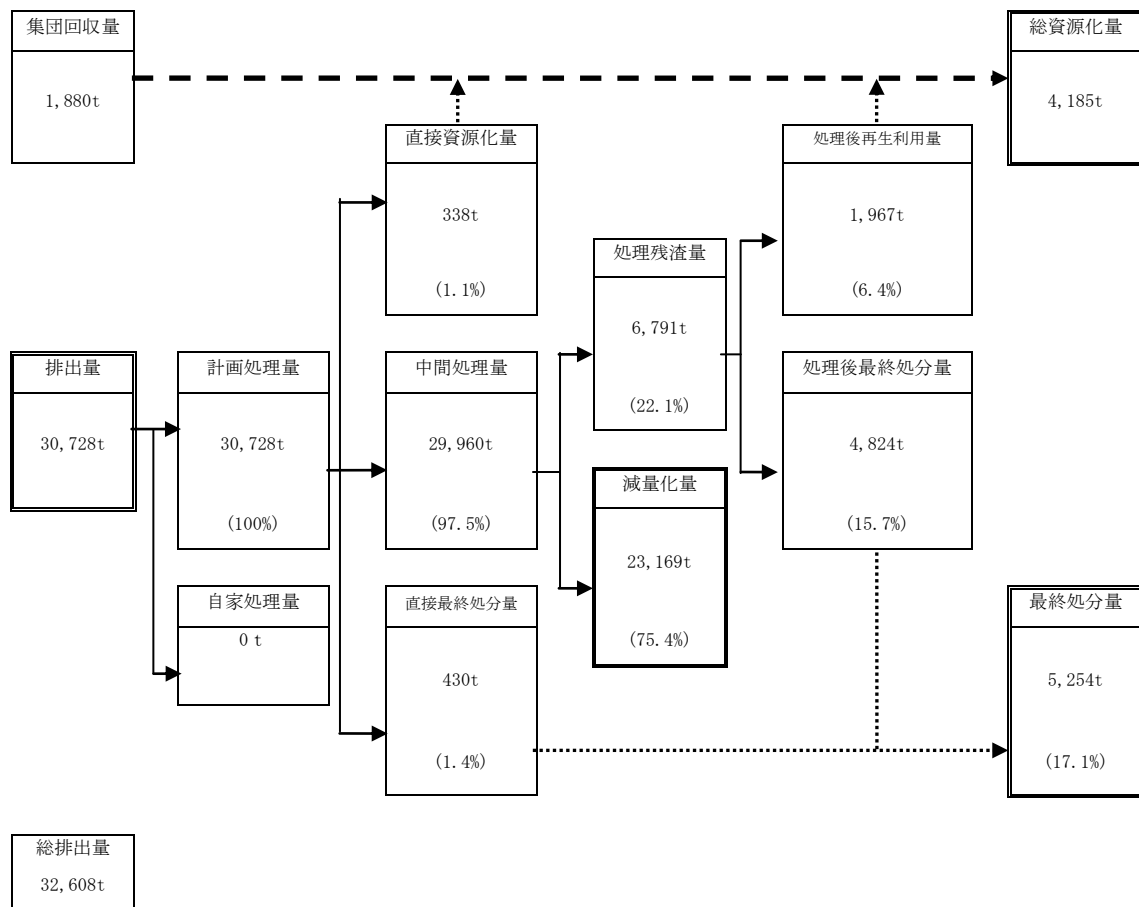 集団回収量
1,880t
総資源化量
4,185t
直接資源化量
338t
(1.1%)
処理後再生利用量
1,967t
(6.4%)
処理残渣量
6,791t
(22.1%)
排出量
30,728t
計画処理量
30,728t
(100%)
中間処理量
29,960t
(97.5%)
処理後最終処分量
4,824t
(15.7%)
減量化量
23,169t
(75.4%)
自家処理量
0 t
直接最終処分量
430t
(1.4%)
最終処分量
5,254t
(17.1%)
総排出量
32,608t